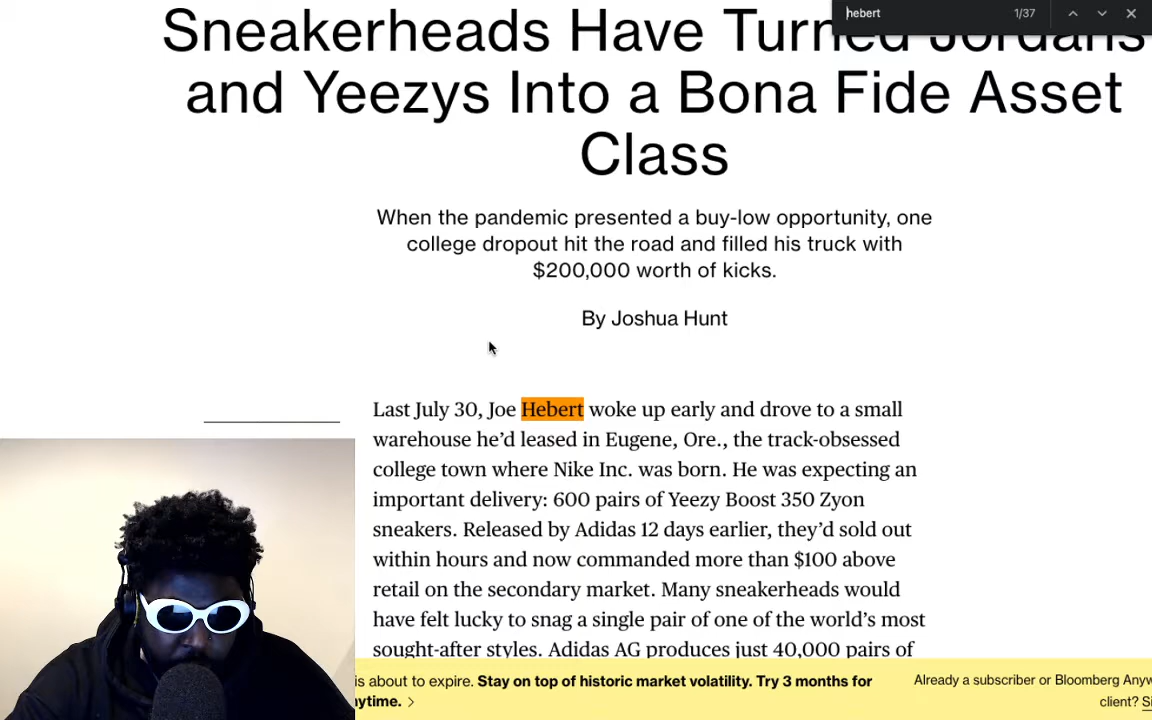 hebert 1/37
Sneakerheads Have Turned Jordans
and Yeezys Into a Bona Fide Asset
Class
When the pandemic presented a buy-low opportunity, one
college dropout hit the road and filled his truck with
$200,000 worth of kicks.
By Joshua Hunt
Last July 30, Joe Hebert woke up early and drove to a small
warehouse he’d leased in Eugene, Ore., the track-obsessed
college town where Nike Inc. was born. He was expecting an
important delivery: 600 pairs of Yeezy Boost 350 Zyon
sneakers. Released by Adidas 12 days earlier, they’d sold out
within hours and now commanded more than $100 above
retail on the secondary market. Many sneakerheads would
have felt lucky to snag a single pair of one of the world’s most
sought-after styles. Adidas AG produces just 40,000 pairs of
is about to expire. Stay on top of historic market volatility. Try 3 months for
ytime. >
Already a subscriber or Bloomberg Anyw
client? Si